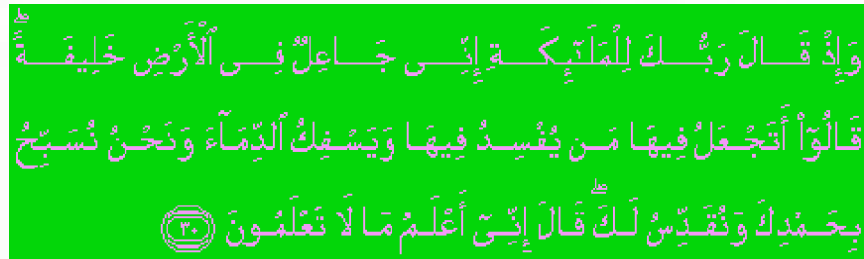 وَإِذْ قَالَ رَبُّكَ لِلْمَلَٰٓئِكَةِ إِنِّى جَاعِلٌ فِى ٱلْأَرْضِ خَلِيفَةًۖ
قَالُوٓا۟ أَتَجْعَلُ فِيهَا مَن يُفْسِدُ فِيهَا وَيَسْفِكُ ٱلدِّمَآءَ وَنَحْنُ نُسَبِّحُ
بِحَمْدِكَ وَنُقَدِّسُ لَكَۖ قَالَ إِنِّىٓ أَعْلَمُ مَا لَا تَعْلَمُونَ ٣٠